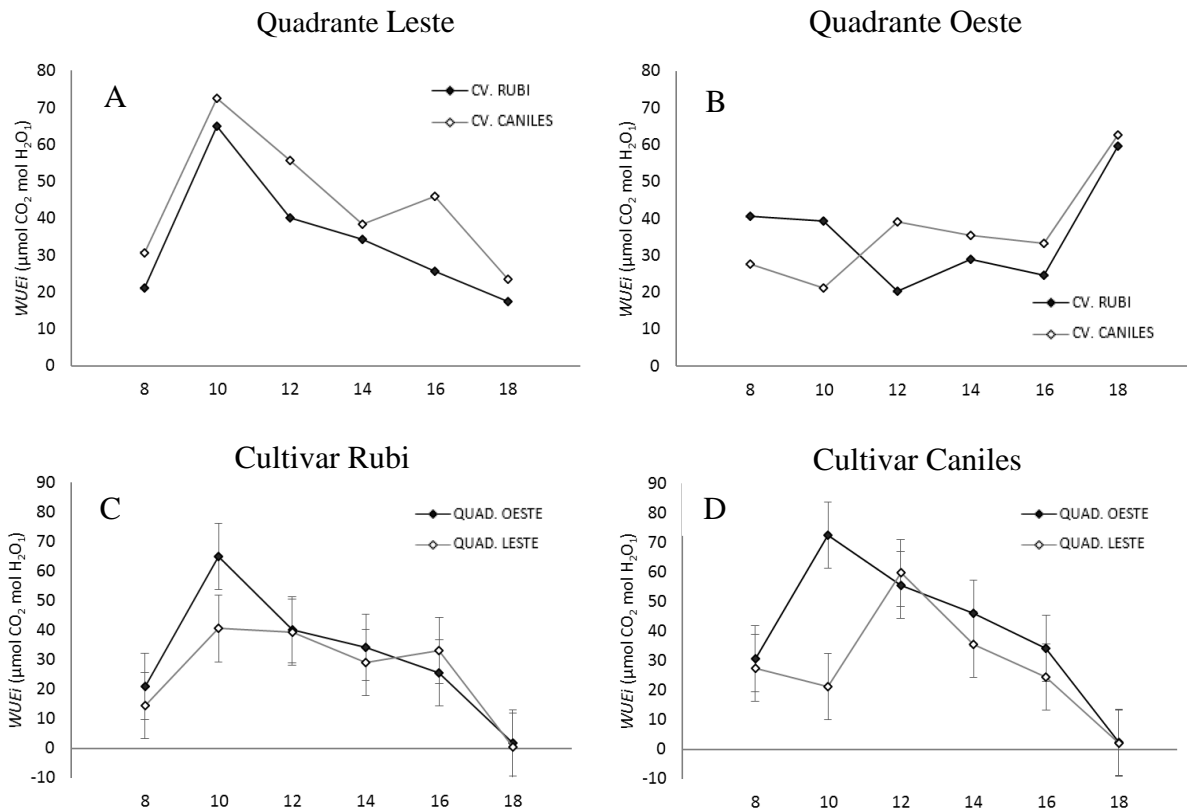 Quadrante Leste
A
CV. RUBI
CV. CANILES
WUEi (µmol CO₂ mol H₂O₁)
80
70
60
50
40
30
20
10
0
8 10 12 14 16 18
Quadrante Oeste
B
CV. RUBI
CV. CANILES
WUEi (µmol CO₂ mol H₂O₁)
80
70
60
50
40
30
20
10
0
8 10 12 14 16 18
Cultivar Rubi
C
QUAD. OESTE
QUAD. LESTE
WUEi (µmol CO₂ mol H₂O₁)
90
80
70
60
50
40
30
20
10
0
-10
8 10 12 14 16 18
Cultivar Caniles
D
QUAD. OESTE
QUAD. LESTE
WUEi (µmol CO₂ mol H₂O₁)
90
80
70
60
50
40
30
20
10
0
-10
8 10 12 14 16 18